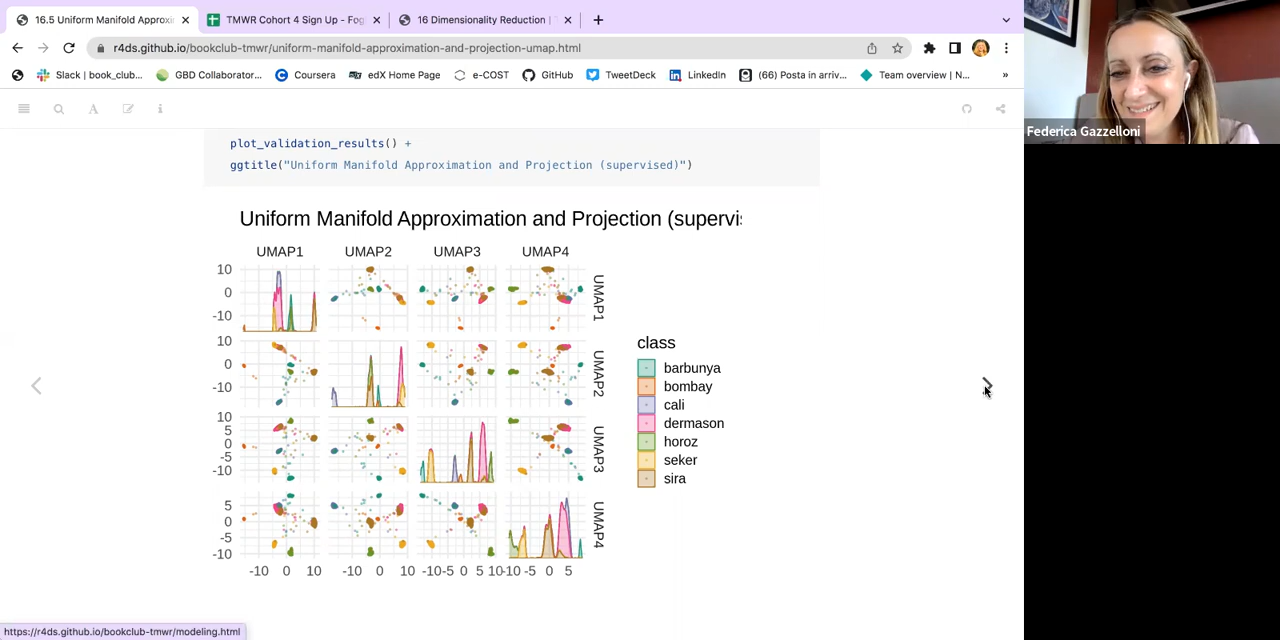 16.5 Uniform Manifold Approxi
TMWR Cohort 4 Sign Up - Fog
16 Dimensionality Reduction |
r4ds.github.io/bookclub-tmwr/uniform-manifold-approximation-and-projection-umap.html
Slack | book_club...
GBD Collaborator...
Coursera
edX Home Page
e-COST
GitHub
TweetDeck
LinkedIn
(66) Posta in arriv...
Team overview | N...
»
Federica Gazzelloni
plot_validation_results() +
ggtitle("Uniform Manifold Approximation and Projection (supervised)")
Uniform Manifold Approximation and Projection (supervi
UMAP1 UMAP2 UMAP3 UMAP4
10
0
-10
UMAP1
10
0
-10
UMAP2
10
5
0
-5
-10
UMAP3
5
0
-5
-10
UMAP4
-10 0 10 -10 0 10 -10 -5 0 5 10 -10 -5 0 5
class
barbunya
bombay
cali
dermason
horoz
seker
sira
https://r4ds.github.io/bookclub-tmwr/modeling.html